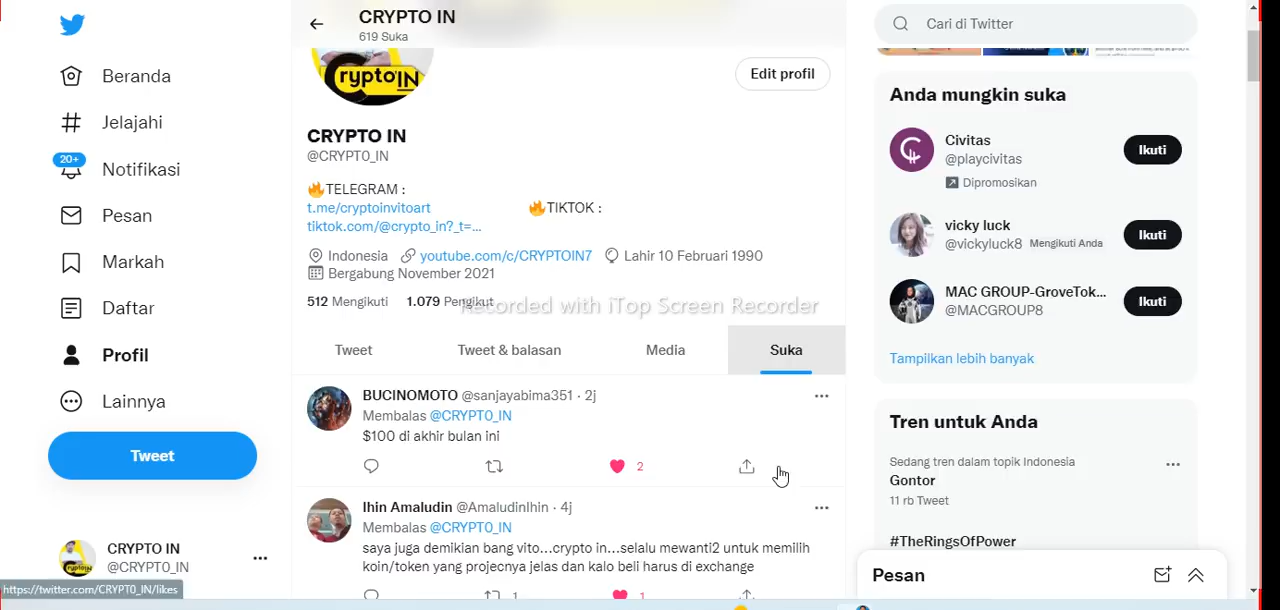 CRYPTO IN
619 Suka
CryptoIN
Edit profil
CRYPTO IN
@CRYPT0_IN
🔥TELEGRAM :
t.me/cryptoinvitoart 🔥TIKTOK :
tiktok.com/@crypto_in?_t=...
Indonesia youtube.com/c/CRYPTOIN7 Lahir 10 Februari 1990
Bergabung November 2021
512 Mengikuti 1.079 Pengikut
Recorded with iTop Screen Recorder
Tweet Tweet & balasan Media Suka
BUCINOMOTO @sanjayabima351 · 2j
Membalas @CRYPT0_IN
$100 di akhir bulan ini
2
Ihin Amaludin @AmaludinIhin · 4j
Membalas @CRYPT0_IN
saya juga demikian bang vito...crypto in...selalu mewanti2 untuk memilih
koin/token yang projecnya jelas dan kalo beli harus di exchange
1 1
Beranda
Jelajahi
20+
Notifikasi
Pesan
Markah
Daftar
Profil
Lainnya
Tweet
CRYPTO IN
@CRYPT0_IN
https://twitter.com/CRYPT0_IN/likes
Cari di Twitter
Anda mungkin suka
Civitas
@playcivitas
Ikuti
Dipromosikan
vicky luck
@vickyluck8 Mengikuti Anda
Ikuti
MAC GROUP-GroveTok...
@MACGROUP8
Ikuti
Tampilkan lebih banyak
Tren untuk Anda
Sedang tren dalam topik Indonesia
Gontor
11 rb Tweet
#TheRingsOfPower
Pesan